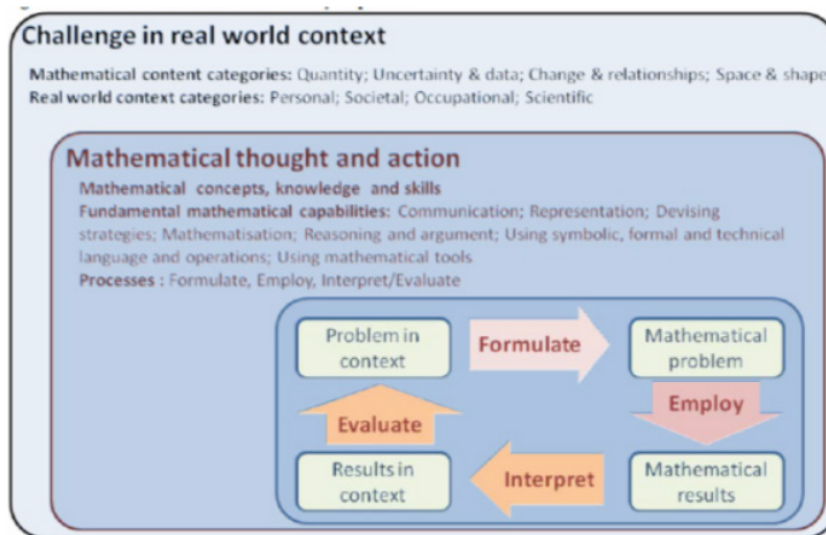 Challenge in real world context
Mathematical content categories: Quantity; Uncertainty & data; Change & relationships; Space & shape
Real world context categories: Personal; Societal; Occupational; Scientific
Mathematical thought and action
Mathematical concepts, knowledge and skills
Fundamental mathematical capabilities: Communication; Representation; Devising
strategies; Mathematisation; Reasoning and argument; Using symbolic, formal and technical
language and operations; Using mathematical tools
Processes : Formulate, Employ, Interpret/Evaluate
Problem in
context
Formulate
Mathematical
problem
Evaluate
Employ
Results in
context
Interpret
Mathematical
results